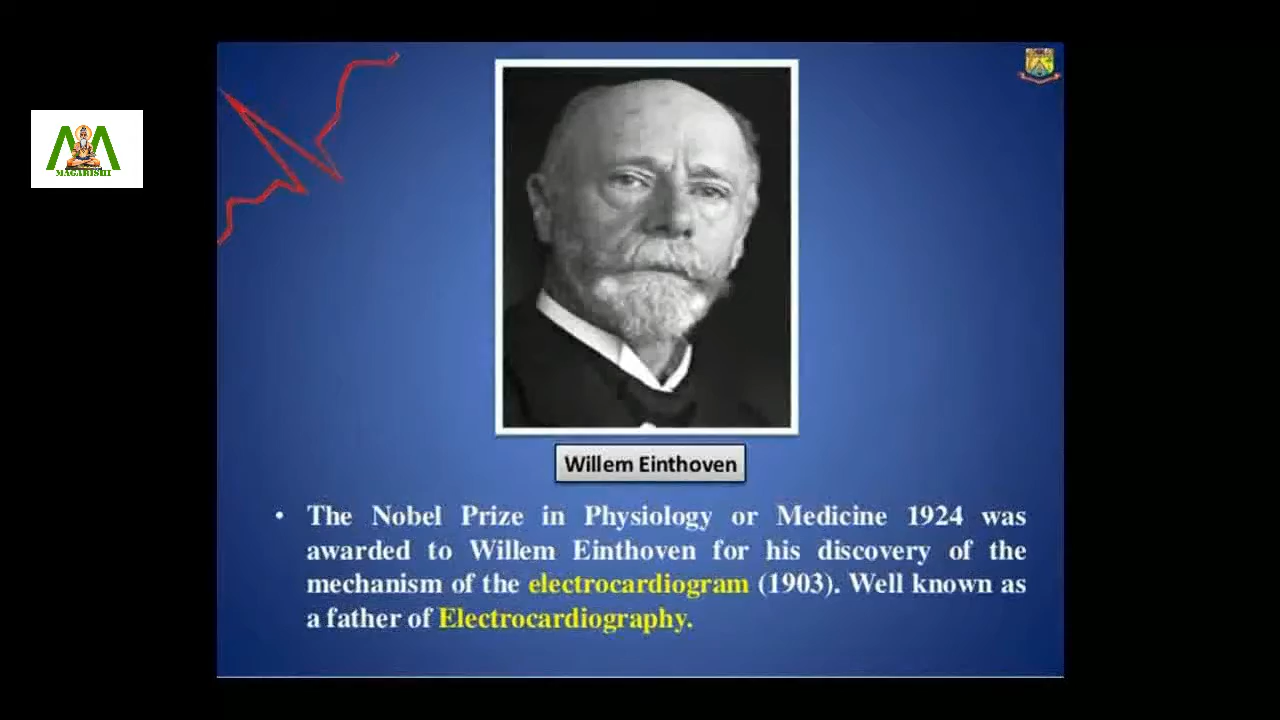 MAGARISHI
Willem Einthoven
• The Nobel Prize in Physiology or Medicine 1924 was
awarded to Willem Einthoven for his discovery of the
mechanism of the electrocardiogram (1903). Well known as
a father of Electrocardiography.